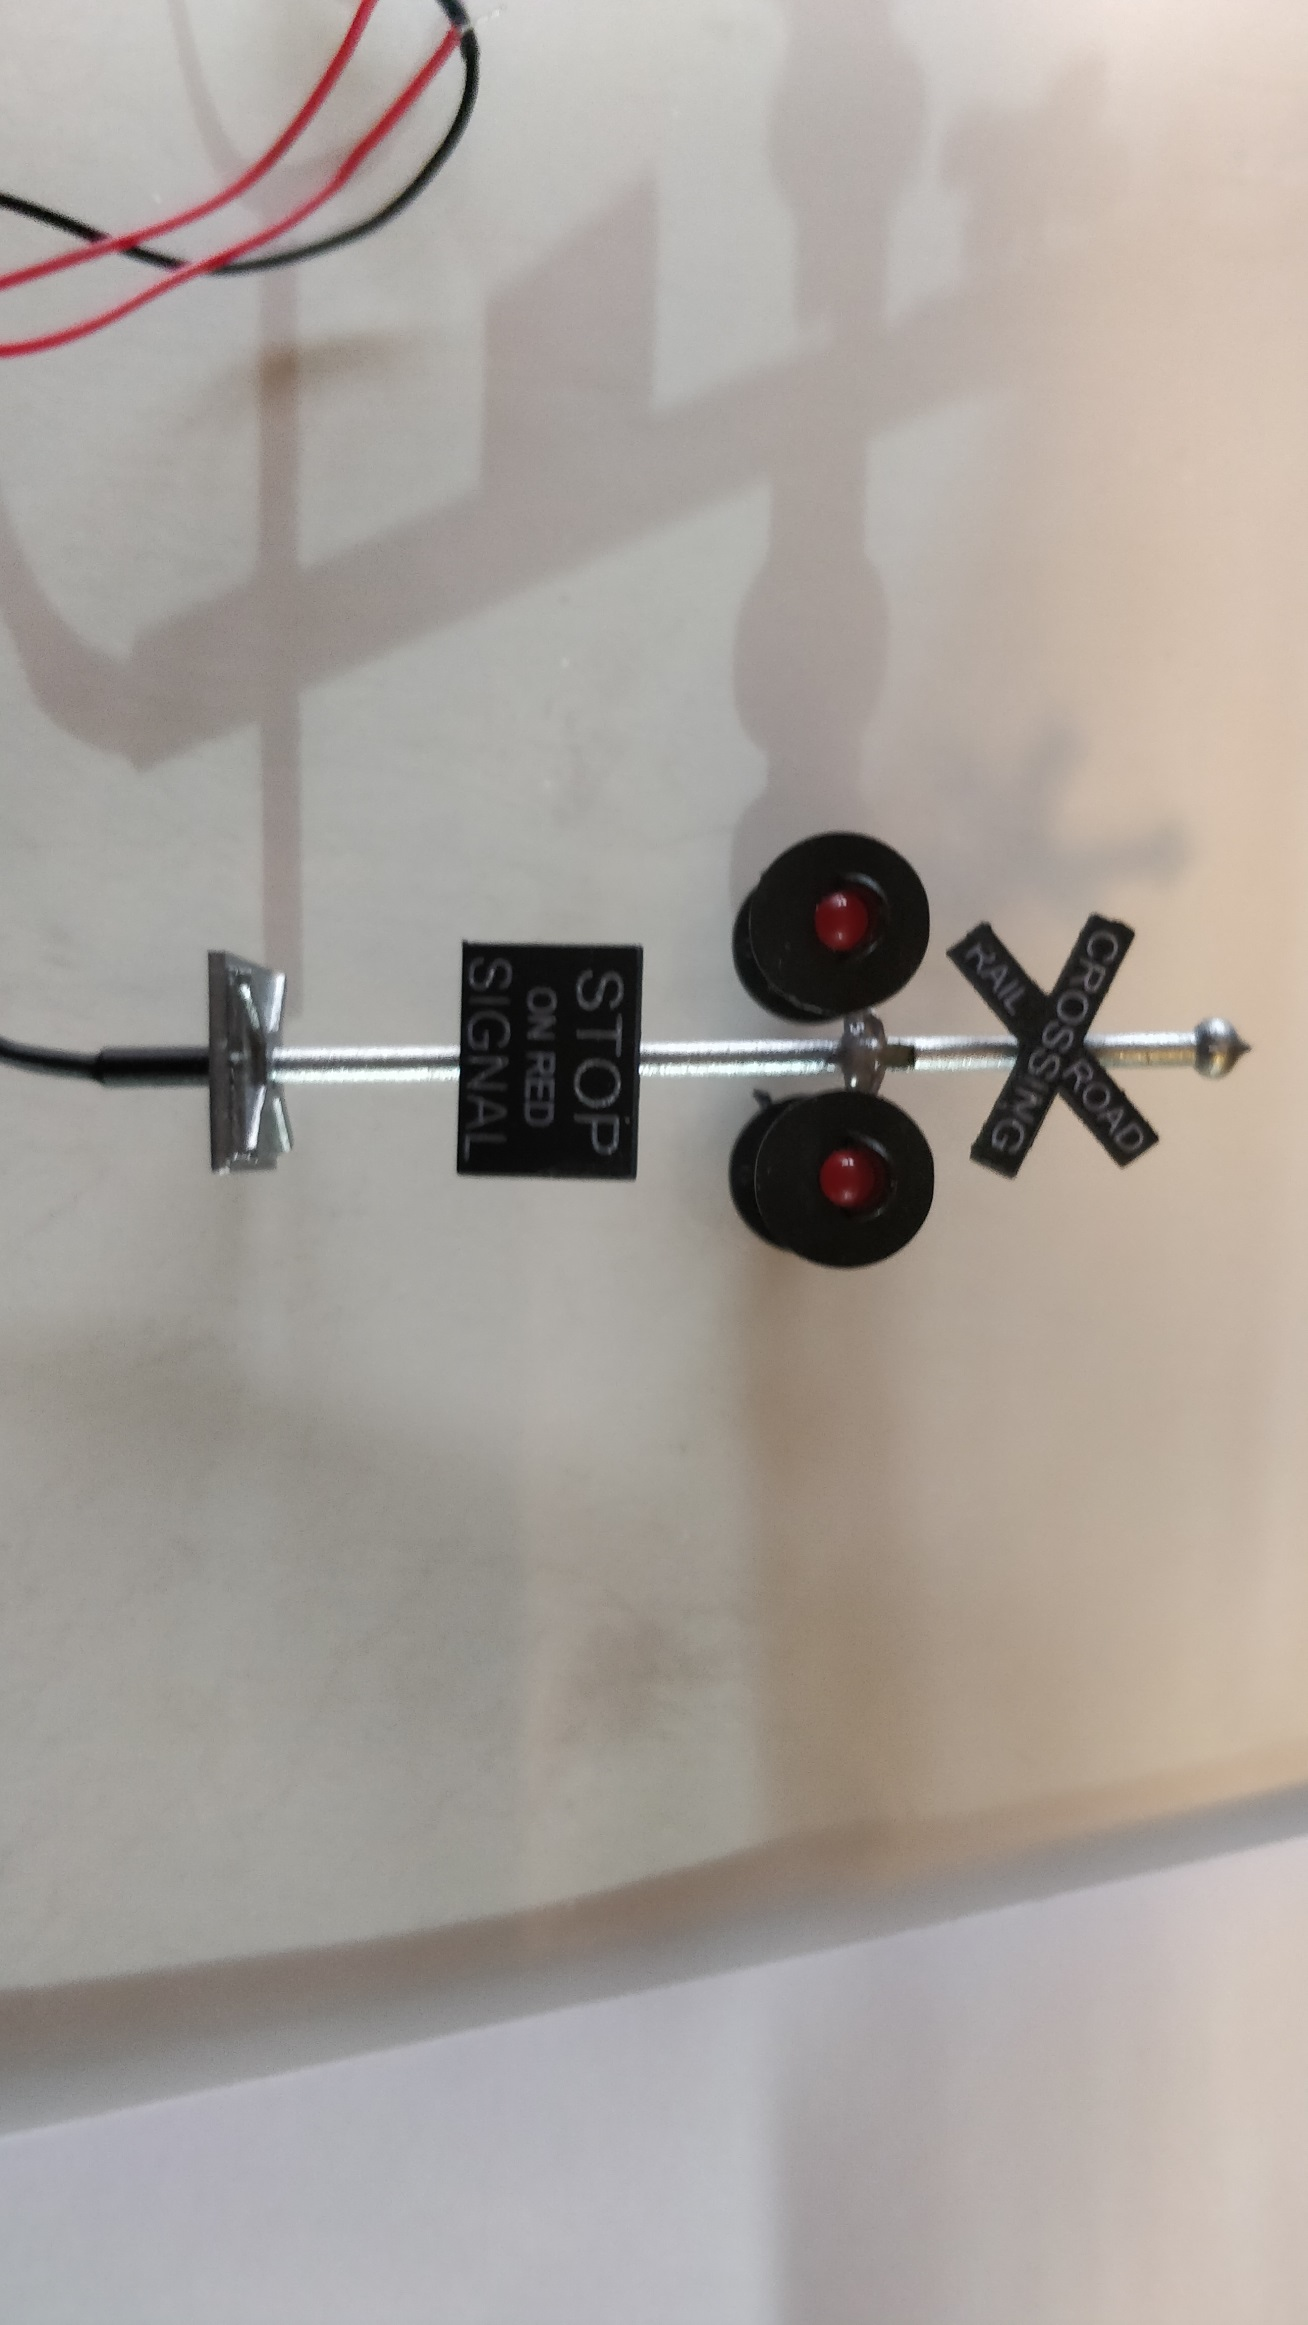 RAIL ROAD
CROSSING
STOP
ON RED
SIGNAL